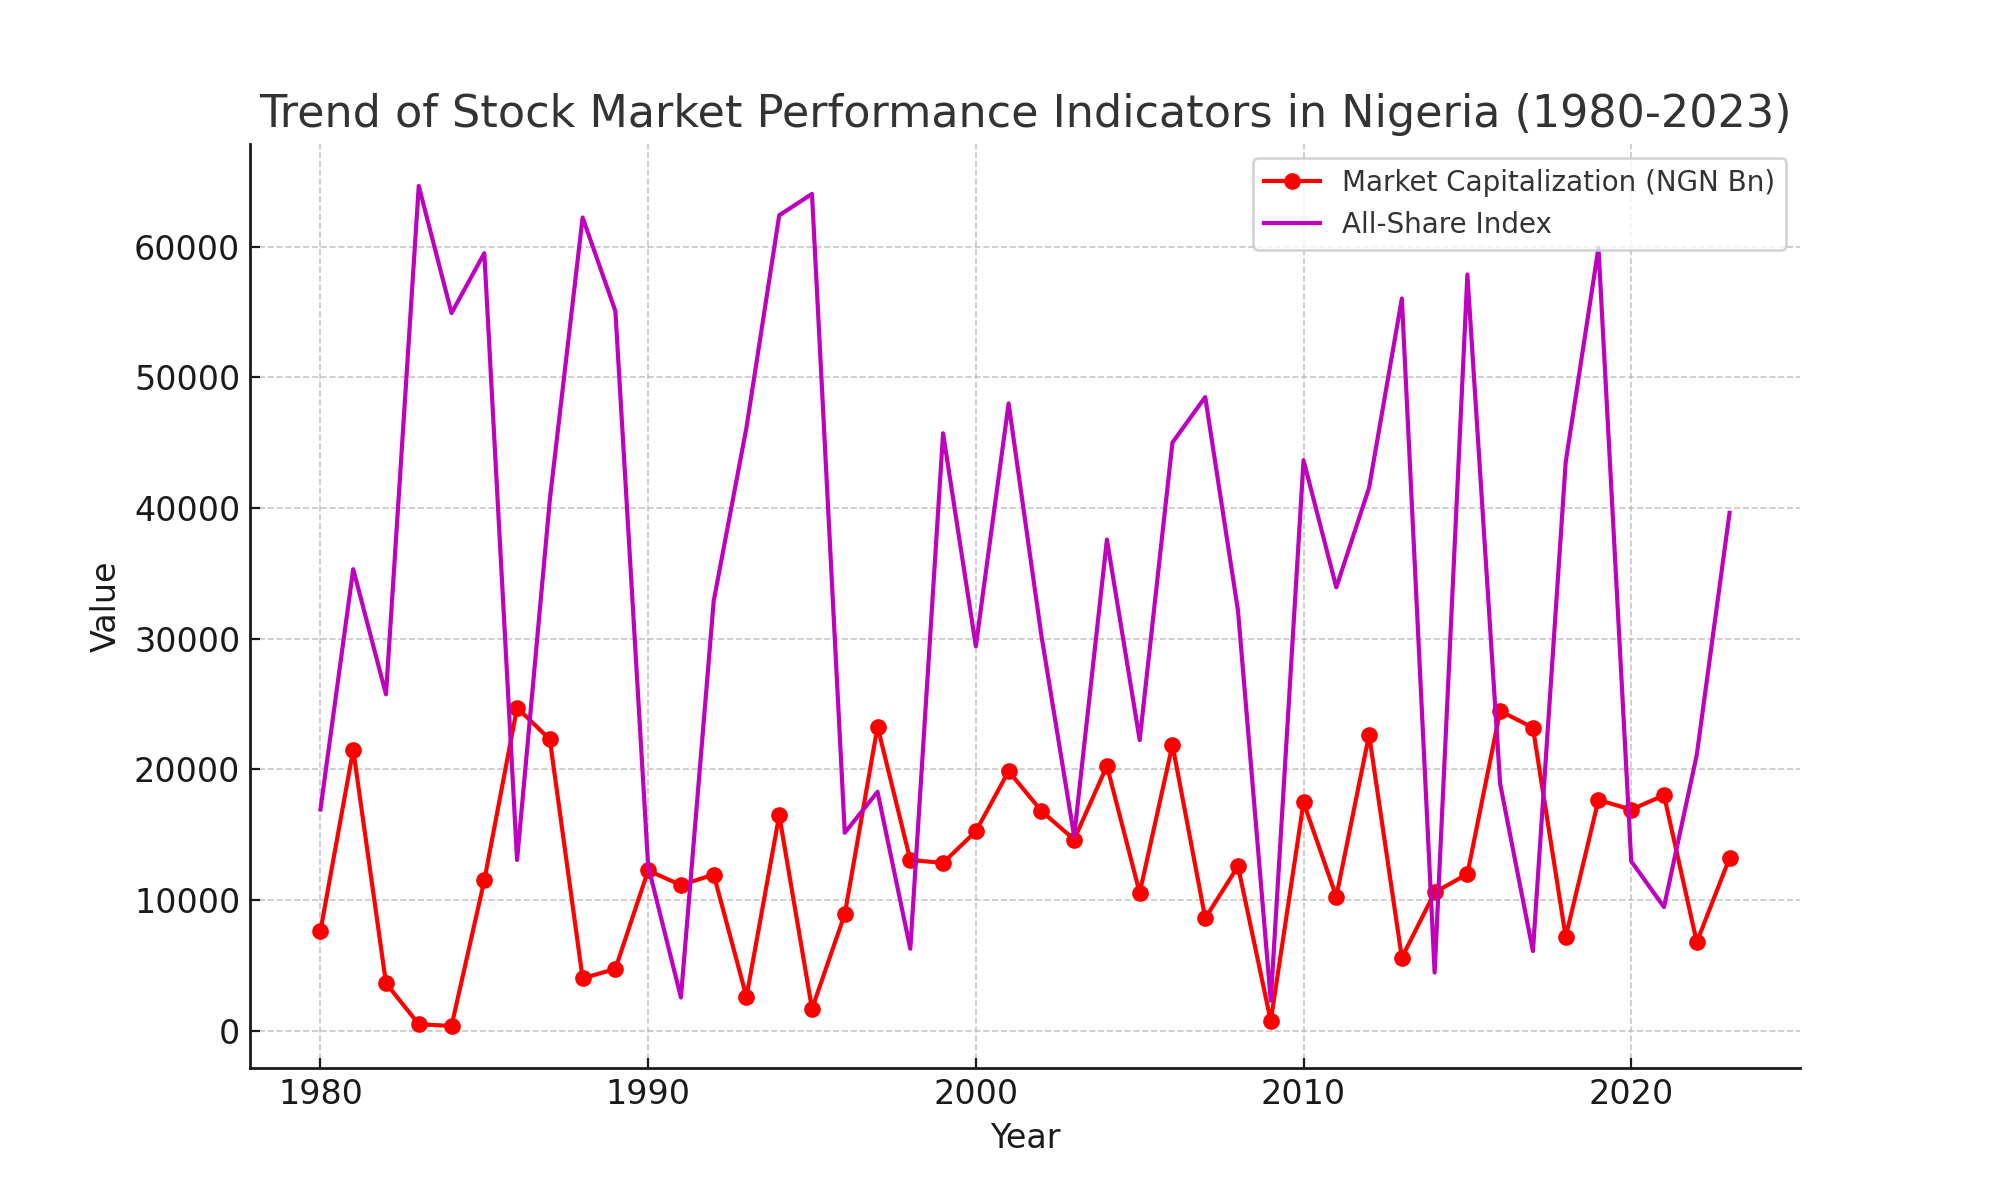 Trend of Stock Market Performance Indicators in Nigeria (1980-2023)
Market Capitalization (NGN Bn)
All-Share Index
60000
50000
40000
30000
20000
10000
0
Value
1980 1990 2000 2010 2020
Year